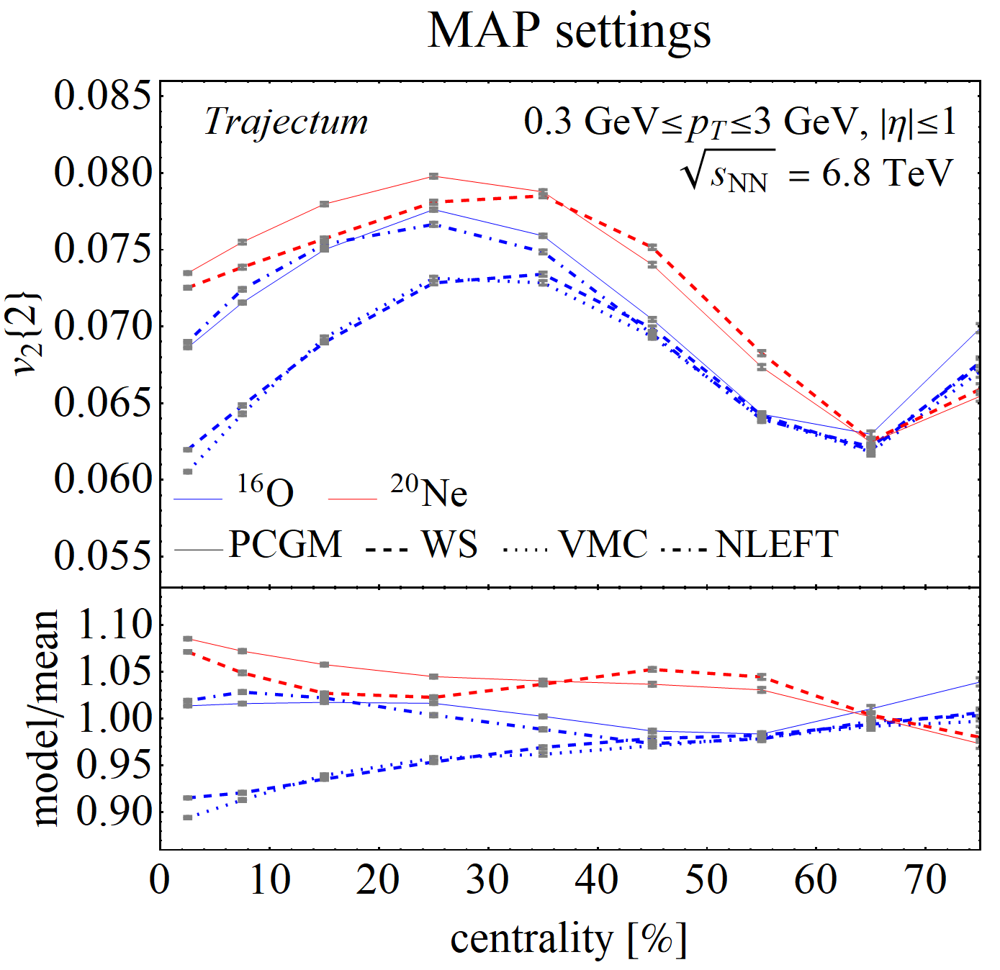 MAP settings
Trajectum
0.3 GeV≤p_T≤3 GeV, |η|≤1
√s_NN = 6.8 TeV
v₂{2}
0.085
0.080
0.075
0.070
0.065
0.060
0.055
¹⁶O ²⁰Ne
PCGM WS VMC NLEFT
model/mean
1.10
1.05
1.00
0.95
0.90
0 10 20 30 40 50 60 70
centrality [%]